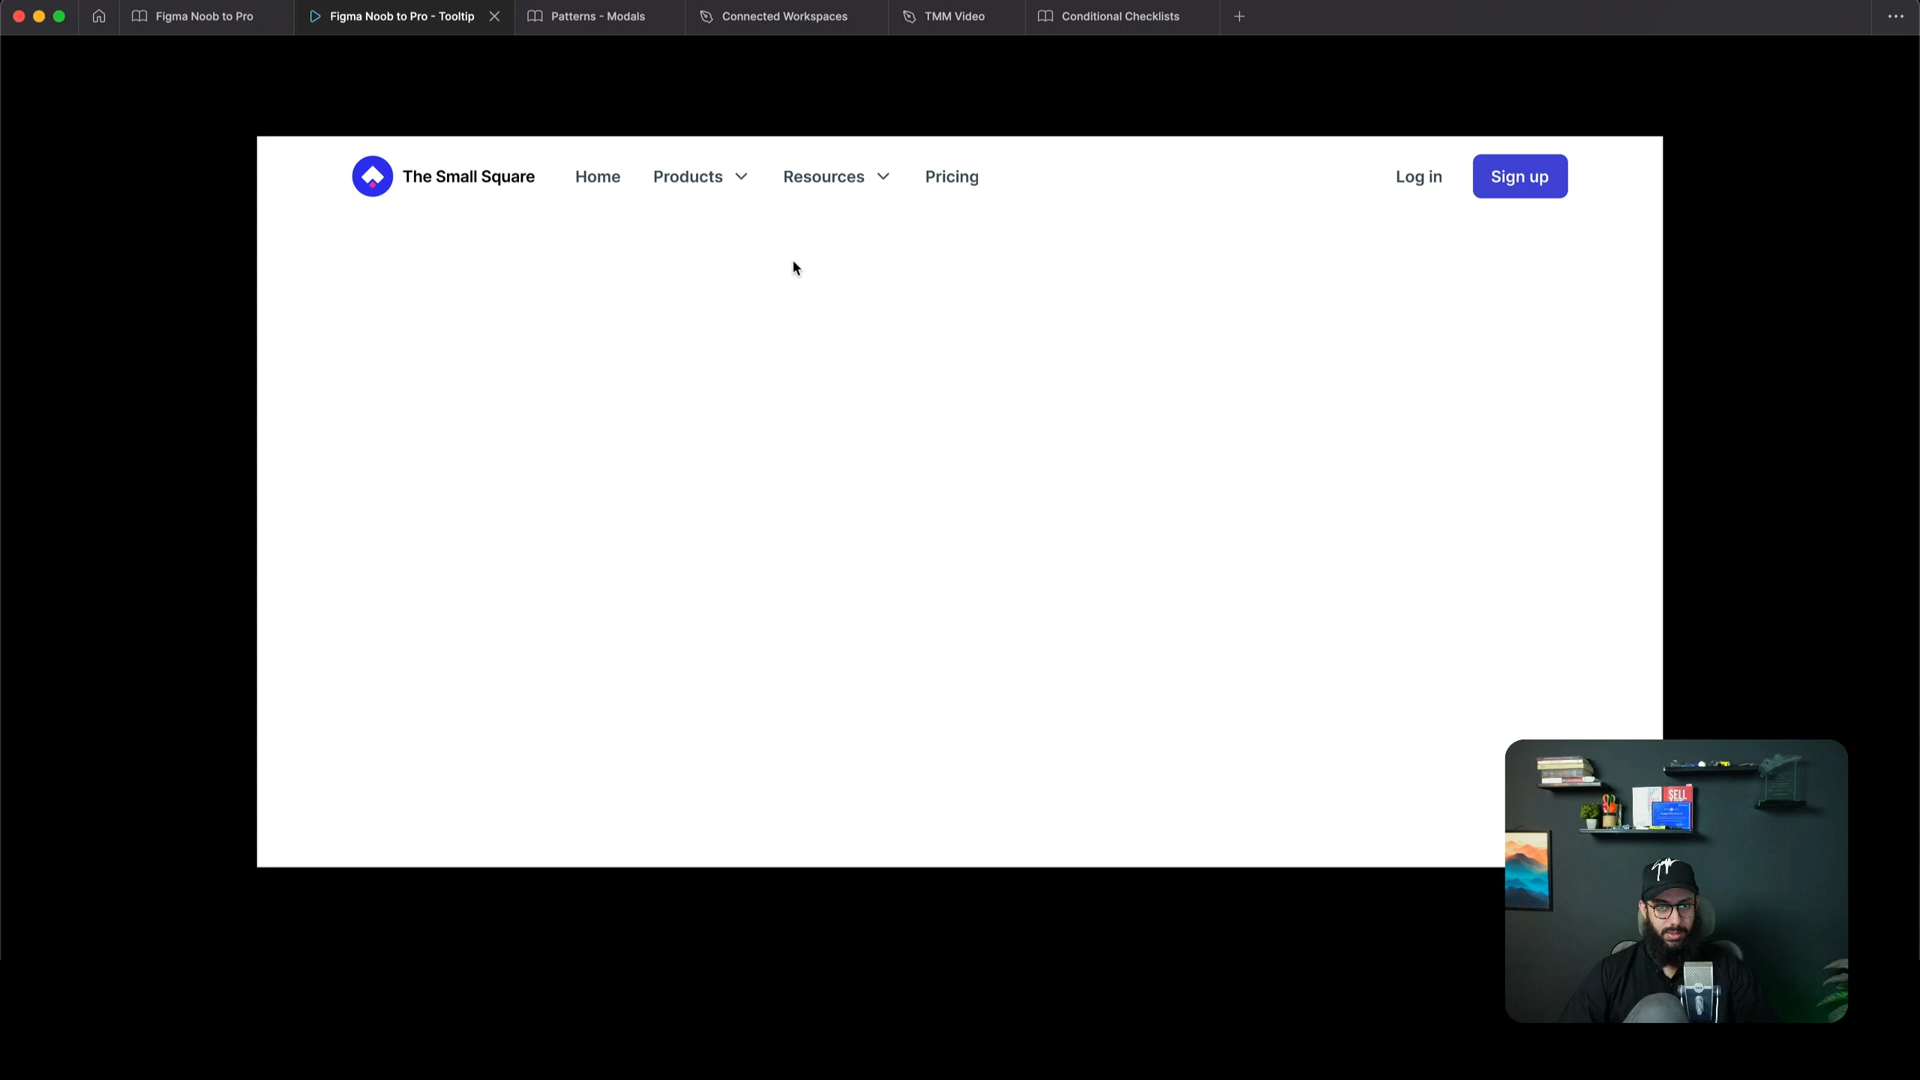 Figma Noob to Pro
Figma Noob to Pro - Tooltip
Patterns - Modals
Connected Workspaces
TMM Video
Conditional Checklists
The Small Square
Home
Products
Resources
Pricing
Log in
Sign up
SELL